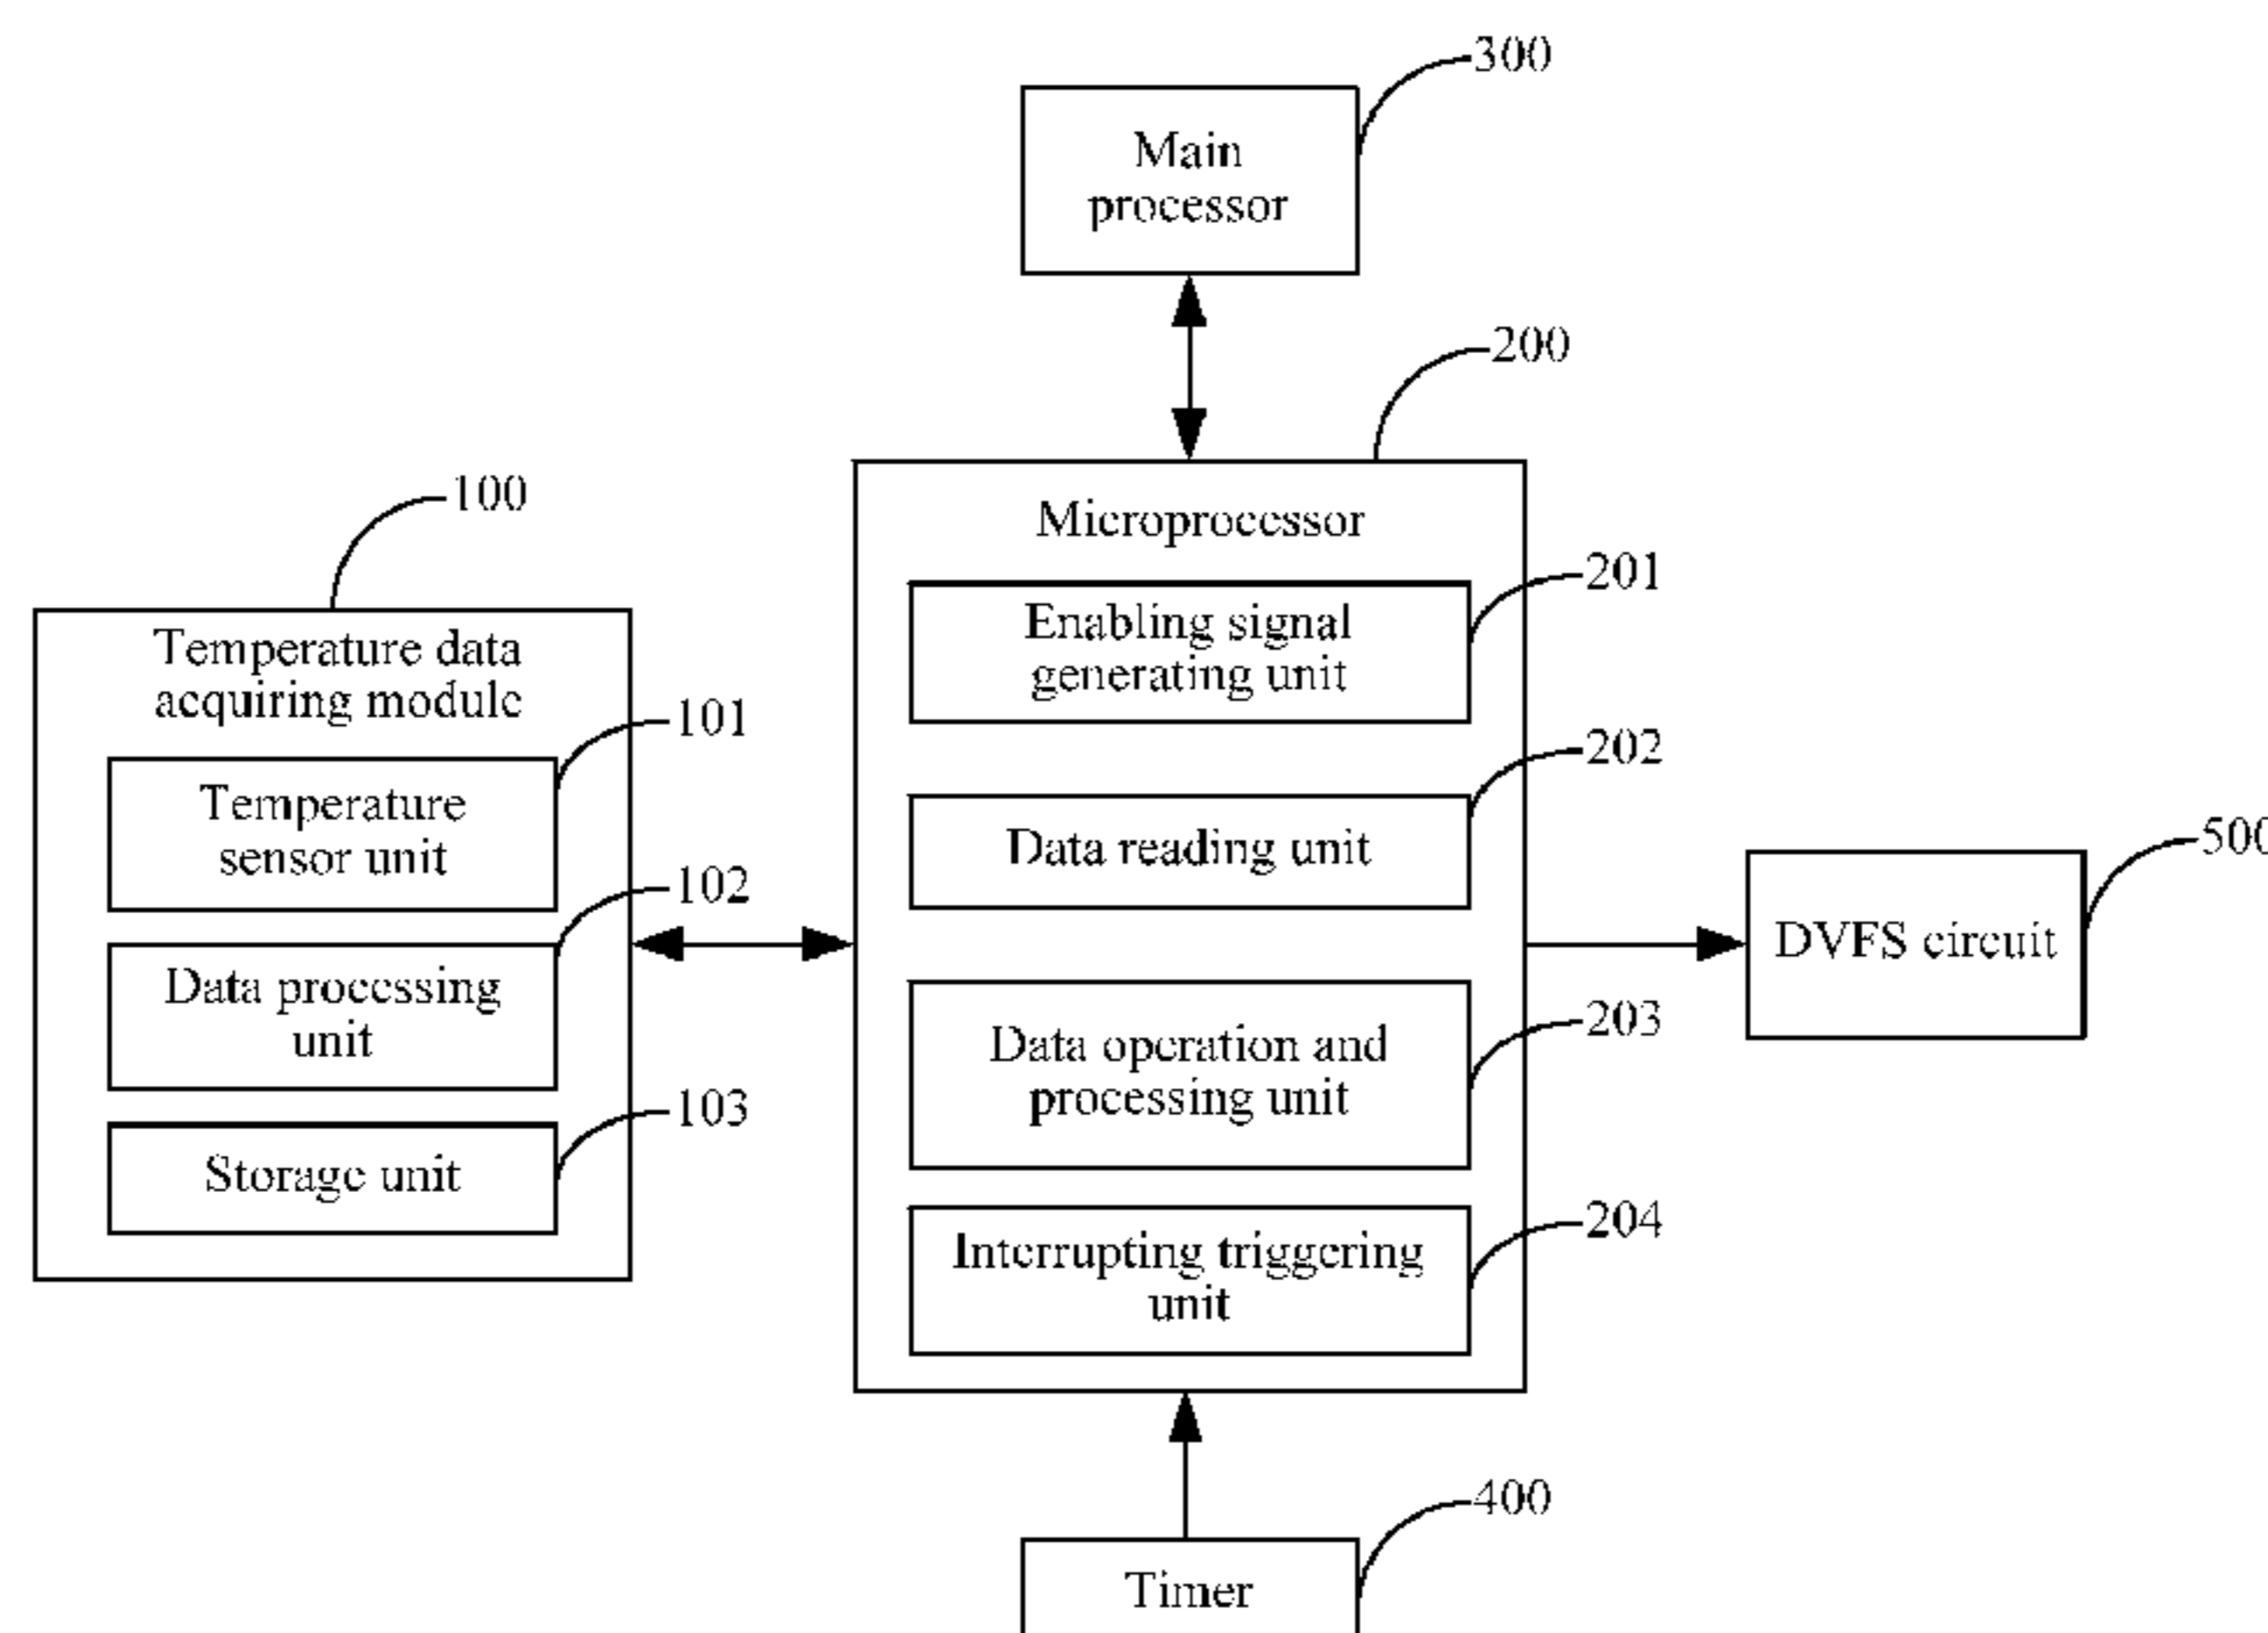 300
Main
processor
200
Microprocessor
100
Temperature data
acquiring module
201
Enabling signal
generating unit
101
Temperature
sensor unit
202
Data reading unit
102
Data processing
unit
500
DVFS circuit
203
Data operation and
processing unit
103
Storage unit
204
Interrupting triggering
unit
400
Timer